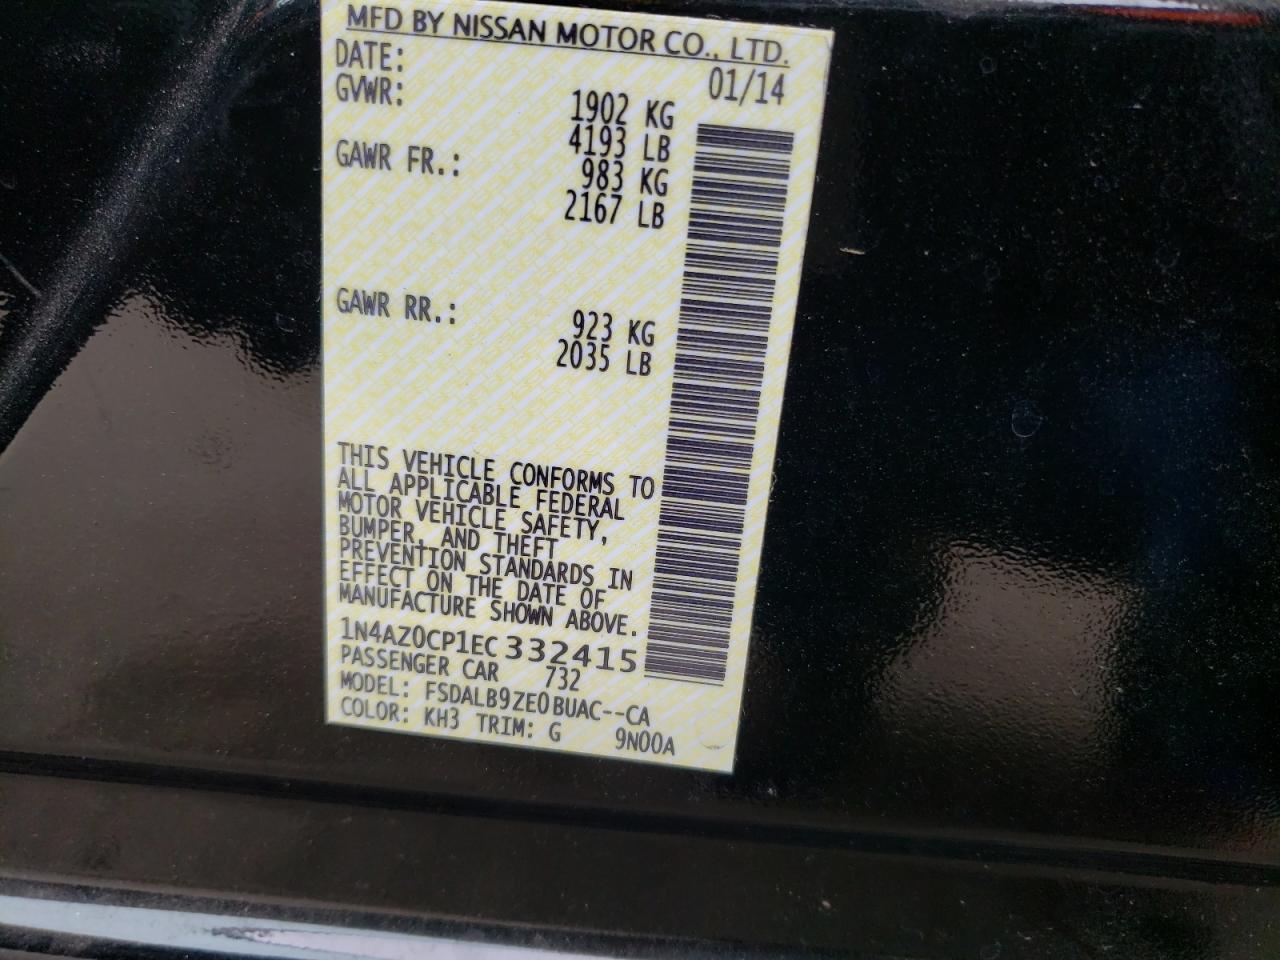 MFD BY NISSAN MOTOR CO., LTD.
DATE: 01/14
GVWR: 1902 KG
4193 LB
GAWR FR.: 983 KG
2167 LB
GAWR RR.: 923 KG
2035 LB
THIS VEHICLE CONFORMS TO
ALL APPLICABLE FEDERAL
MOTOR VEHICLE SAFETY,
BUMPER, AND THEFT
PREVENTION STANDARDS IN
EFFECT ON THE DATE OF
MANUFACTURE SHOWN ABOVE.
1N4AZ0CP1EC332415
PASSENGER CAR 732
MODEL: FSDALB9ZE0BUAC--CA
COLOR: KH3 TRIM: G 9N00A